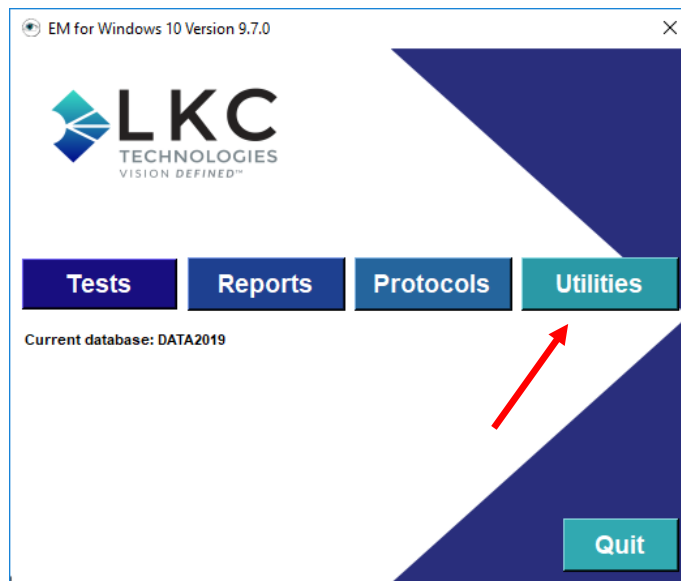 EM for Windows 10 Version 9.7.0
LKC
TECHNOLOGIES
VISION DEFINED™
Tests Reports Protocols Utilities
Current database: DATA2019
Quit